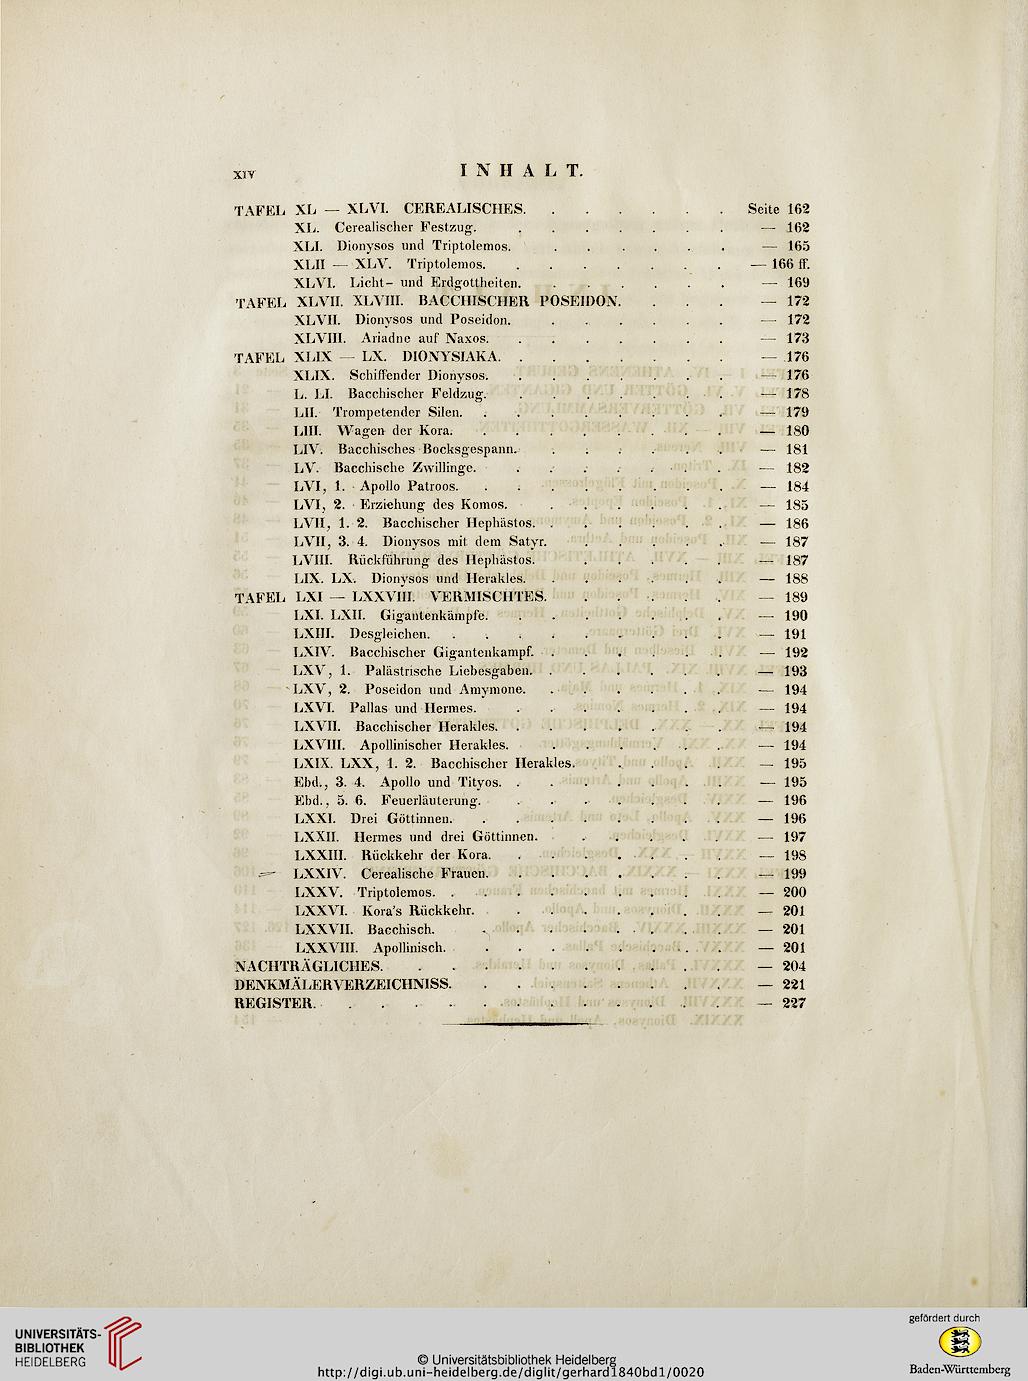 XIV
INHALT.
TAFEL XL — XLVI. CEREALISCHES. . . . . . . Seite 162
XL. Cerealischer Festzug. . . . . . . . — 162
XLI. Dionysos und Triptolemos. . . . . . . — 165
XLII — XLV. Triptolemos. . . . . . . . — 166 ff.
XLVI. Licht- und Erdgottheiten. . . . . . . — 169
TAFEL XLVII. XLVIII. BACCHISCHER POSEIDON. . . . — 172
XLVII. Dionysos und Poseidon. . . . . . . — 172
XLVIII. Ariadne auf Naxos. . . . . . . . — 173
TAFEL XLIX — LX. DIONYSIAKA. . . . . . . . — 176
XLIX. Schiffender Dionysos. . . . . . . . — 176
L. LI. Bacchischer Feldzug. . . . . . . . — 178
LII. Trompetender Silen. . . . . . . . . — 179
LIII. Wagen der Kora. . . . . . . . . — 180
LIV. Bacchisches Bocksgespann. . . . . . . — 181
LV. Bacchische Zwillinge. . . . . . . . — 182
LVI, 1. Apollo Patroos. . . . . . . . . — 184
LVI, 2. Erziehung des Komos. . . . . . . — 185
LVII, 1. 2. Bacchischer Hephästos. . . . . . . — 186
LVII, 3. 4. Dionysos mit dem Satyr. . . . . . — 187
LVIII. Rückführung des Hephästos. . . . . . — 187
LIX. LX. Dionysos und Herakles. . . . . . . — 188
TAFEL LXI — LXXVIII. VERMISCHTES. . . . . . — 189
LXI. LXII. Gigantenkämpfe. . . . . . . . — 190
LXIII. Desgleichen. . . . . . . . . . — 191
LXIV. Bacchischer Gigantenkampf. . . . . . . — 192
LXV, 1. Palästrische Liebesgaben. . . . . . . — 193
LXV, 2. Poseidon und Amymone. . . . . . . — 194
LXVI. Pallas und Hermes. . . . . . . . — 194
LXVII. Bacchischer Herakles. . . . . . . . — 194
LXVIII. Apollinischer Herakles. . . . . . . — 194
LXIX. LXX, 1. 2. Bacchischer Herakles. . . . . . — 195
Ebd., 3. 4. Apollo und Tityos. . . . . . . . — 195
Ebd., 5. 6. Feuerläuterung. . . . . . . . — 196
LXXI. Drei Göttinnen. . . . . . . . . — 196
LXXII. Hermes und drei Göttinnen. . . . . . — 197
LXXIII. Rückkehr der Kora. . . . . . . . — 198
LXXIV. Cerealische Frauen. . . . . . . . — 199
LXXV. Triptolemos. . . . . . . . . . — 200
LXXVI. Kora's Rückkehr. . . . . . . . — 201
LXXVII. Bacchisch. . . . . . . . . — 201
LXXVIII. Apollinisch. . . . . . . . . — 201
NACHTRÄGLICHES. . . . . . . . . . . — 204
DENKMÄLERVERZEICHNISS. . . . . . . . . — 221
REGISTER. . . . . . . . . . . . . — 227
UNIVERSITÄTS-
BIBLIOTHEK
HEIDELBERG
© Universitätsbibliothek Heidelberg
http://digi.ub.uni-heidelberg.de/diglit/gerhard1840bd1/0020
gefördert durch
Baden-Württemberg